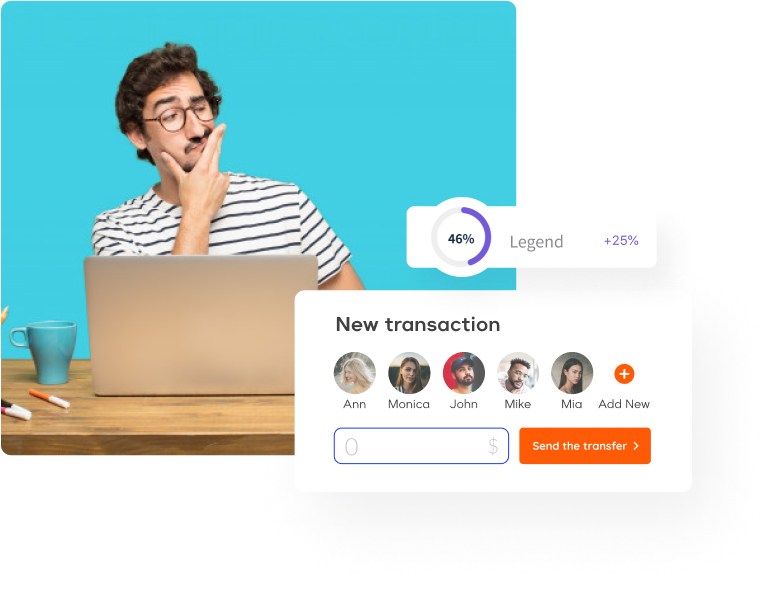 46% Legend +25%
New transaction
Ann Monica John Mike Mia Add New
0 $ Send the transfer